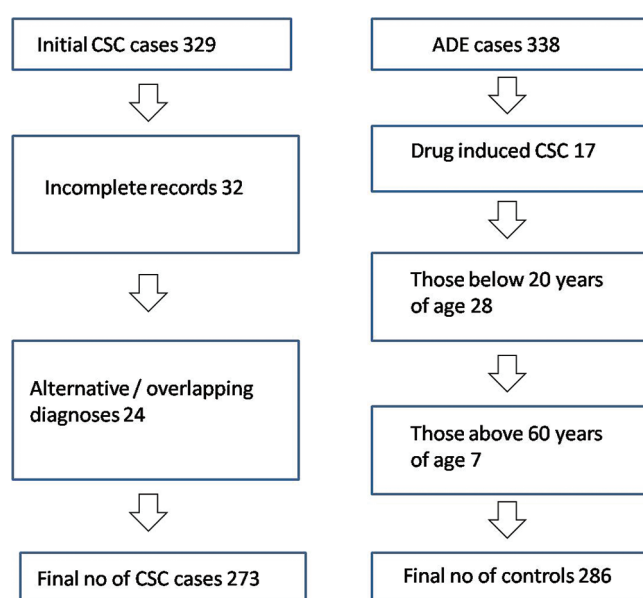 Initial CSC cases 329
Incomplete records 32
Alternative / overlapping
diagnoses 24
Final no of CSC cases 273
ADE cases 338
Drug induced CSC 17
Those below 20 years
of age 28
Those above 60 years
of age 7
Final no of controls 286